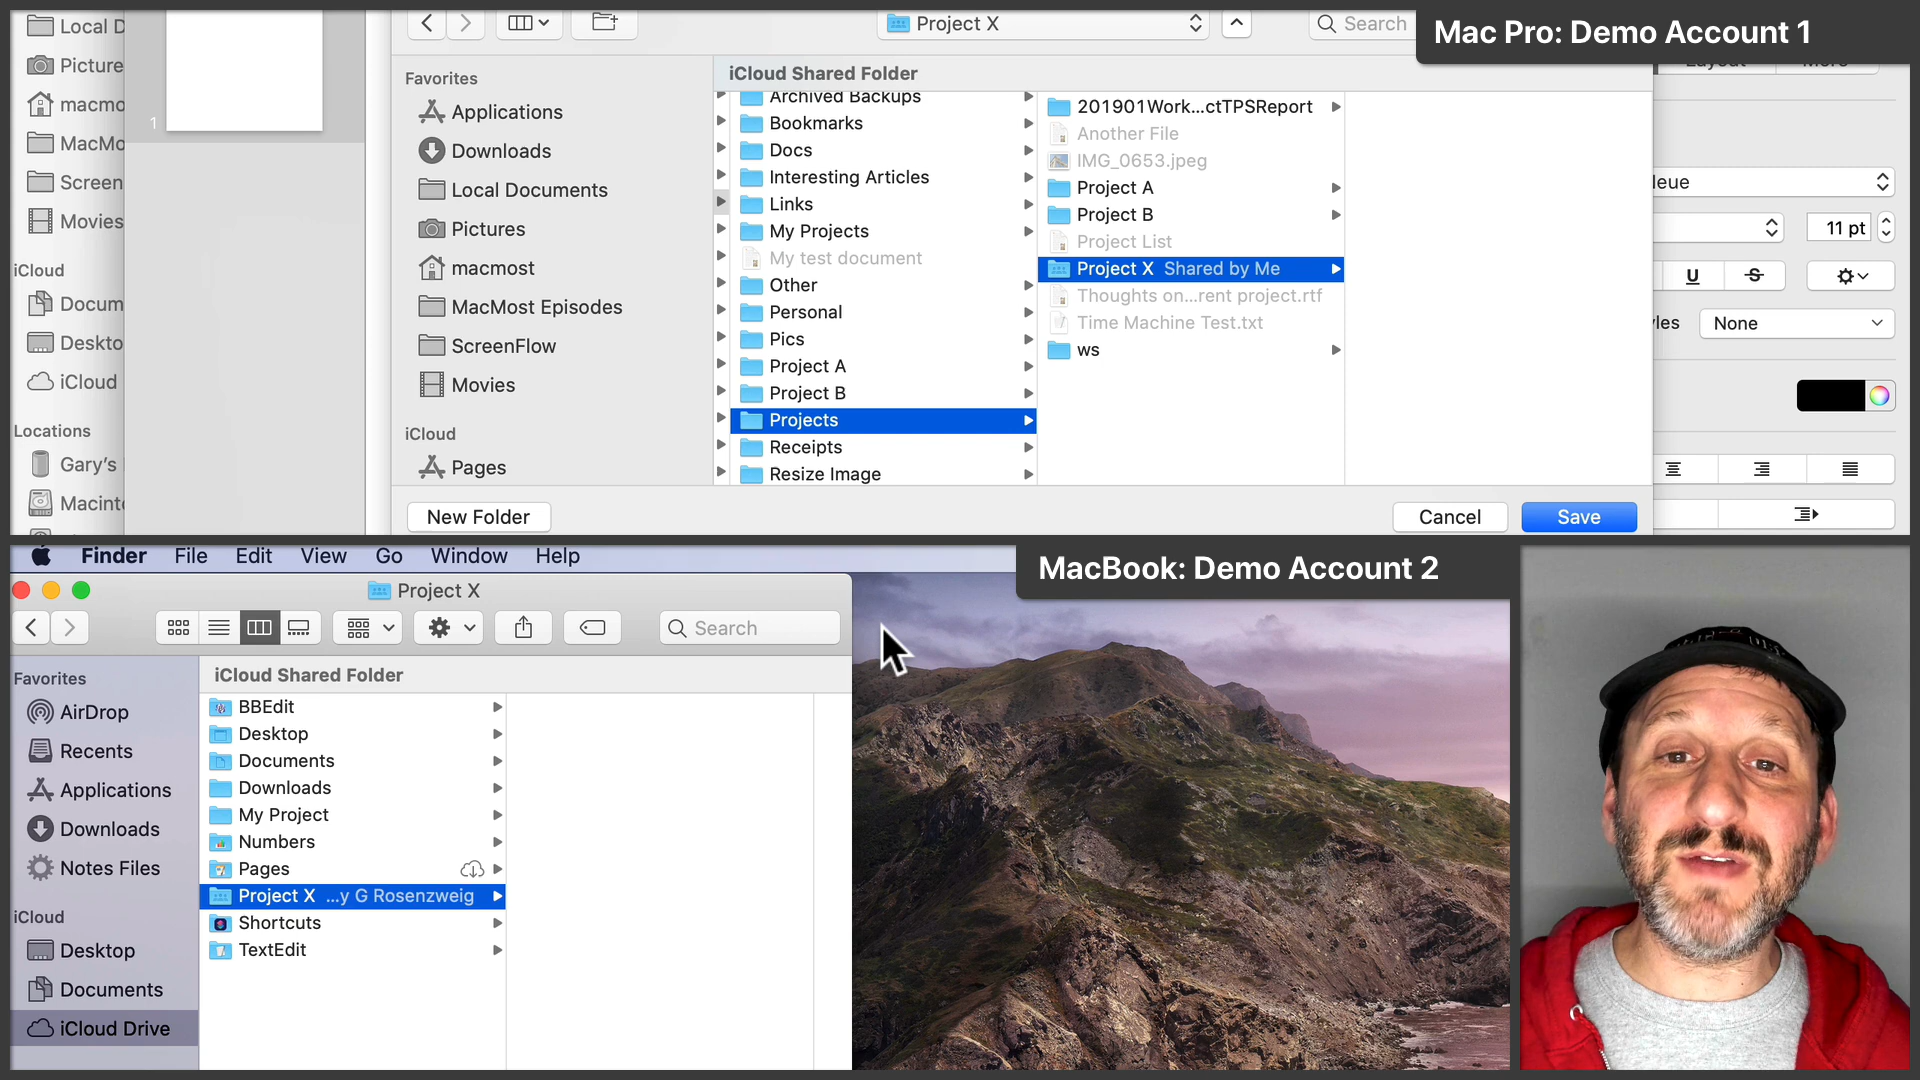 Mac Pro: Demo Account 1
Local D
Picture
macmo
MacMo
Screen
Movies
iCloud
Docum
Deskto
iCloud
Locations
Gary's
Macint
1
Project X
Search
Favorites
Applications
Downloads
Local Documents
Pictures
macmost
MacMost Episodes
ScreenFlow
Movies
iCloud
Pages
iCloud Shared Folder
Archived Backups
Bookmarks
Docs
Interesting Articles
Links
My Projects
My test document
Other
Personal
Pics
Project A
Project B
Projects
Receipts
Resize Image
201901Work...ctTPSReport
Another File
IMG_0653.jpeg
Project A
Project B
Project List
Project X Shared by Me
Thoughts on...rent project.rtf
Time Machine Test.txt
ws
New Folder
Cancel
Save
Layout
More
leue
11 pt
U S
les
None
MacBook: Demo Account 2
Finder File Edit View Go Window Help
Project X
Search
Favorites
AirDrop
Recents
Applications
Downloads
Notes Files
iCloud
Desktop
Documents
iCloud Drive
iCloud Shared Folder
BBEdit
Desktop
Documents
Downloads
My Project
Numbers
Pages
Project X ...y G Rosenzweig
Shortcuts
TextEdit